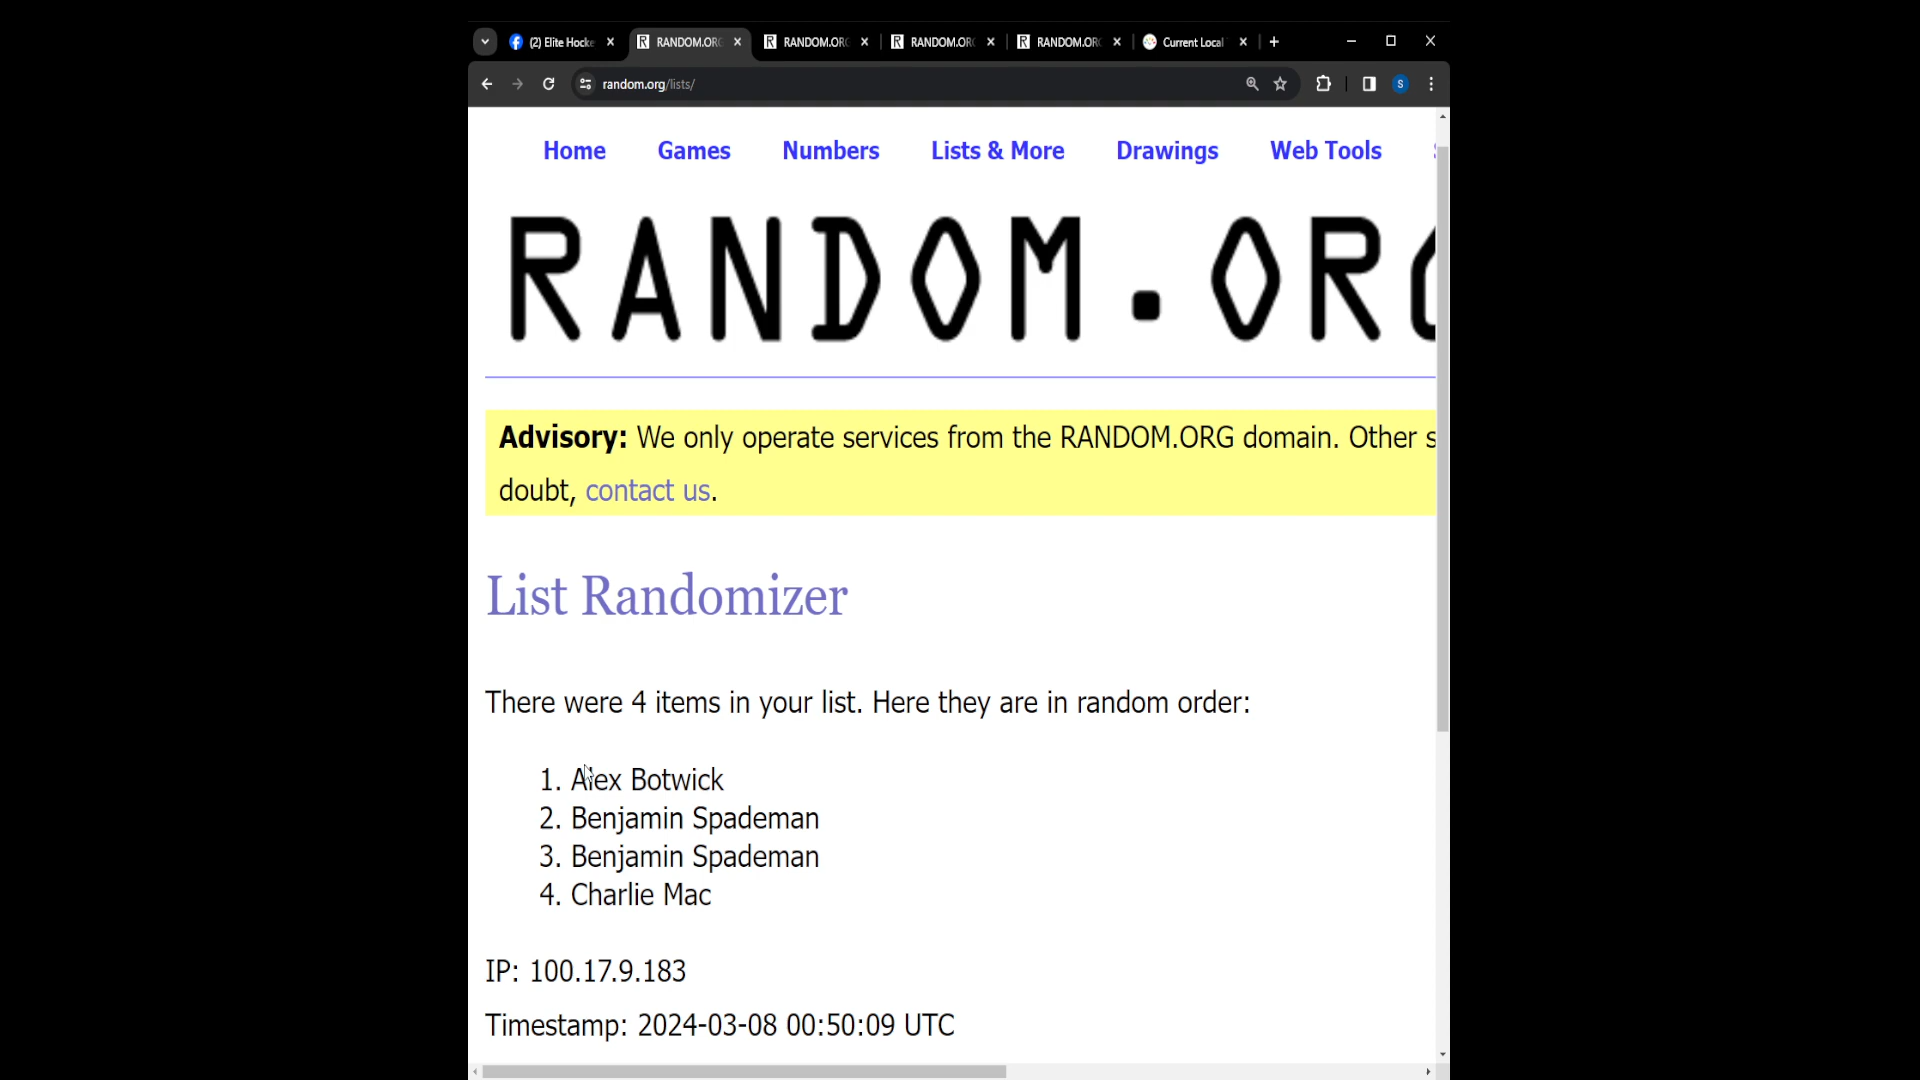 (2) Elite Hocke RANDOM.ORG RANDOM.ORG RANDOM.ORG RANDOM.ORG Current Local
random.org/lists/ S
Home Games Numbers Lists & More Drawings Web Tools
RANDOM.ORG
Advisory: We only operate services from the RANDOM.ORG domain. Other s
doubt, contact us.
List Randomizer
There were 4 items in your list. Here they are in random order:
1. Alex Botwick
2. Benjamin Spademan
3. Benjamin Spademan
4. Charlie Mac
IP: 100.17.9.183
Timestamp: 2024-03-08 00:50:09 UTC